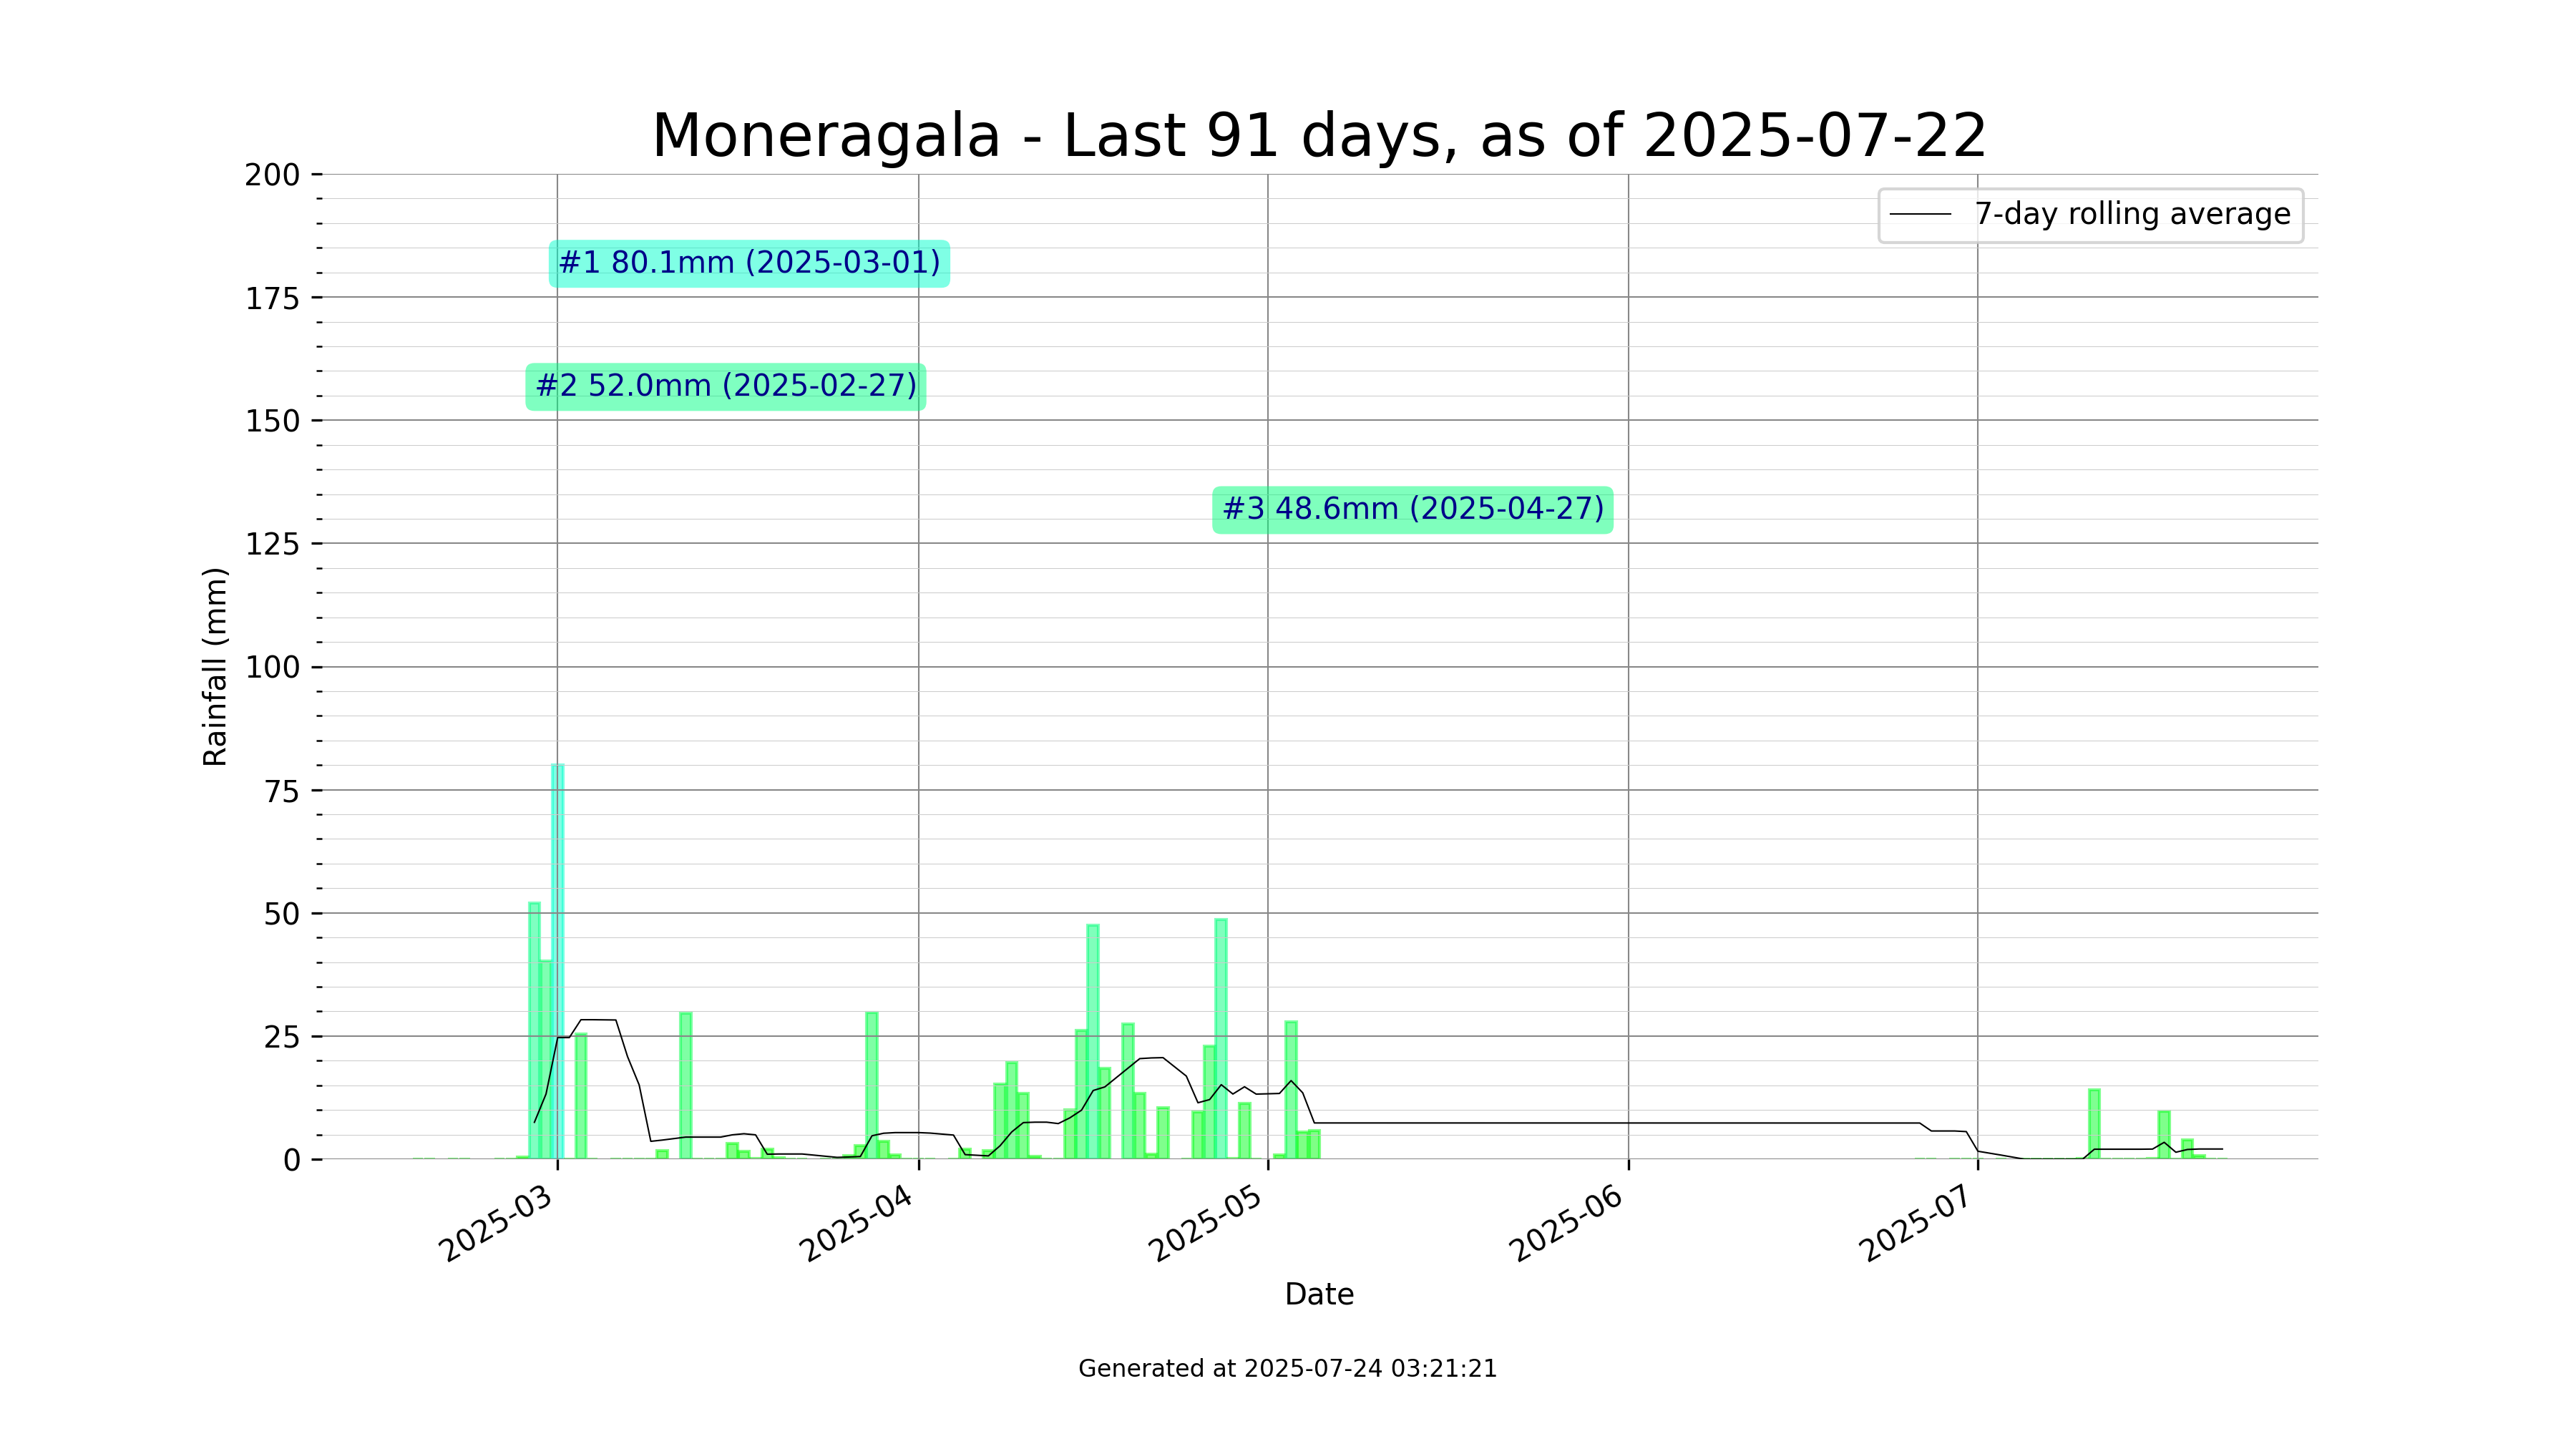 Moneragala - Last 91 days, as of 2025-07-22
200
175
150
125
100
75
50
25
0
Rainfall (mm)
7-day rolling average
#1 80.1mm (2025-03-01)
#2 52.0mm (2025-02-27)
#3 48.6mm (2025-04-27)
2025-03
2025-04
2025-05
2025-06
2025-07
Date
Generated at 2025-07-24 03:21:21